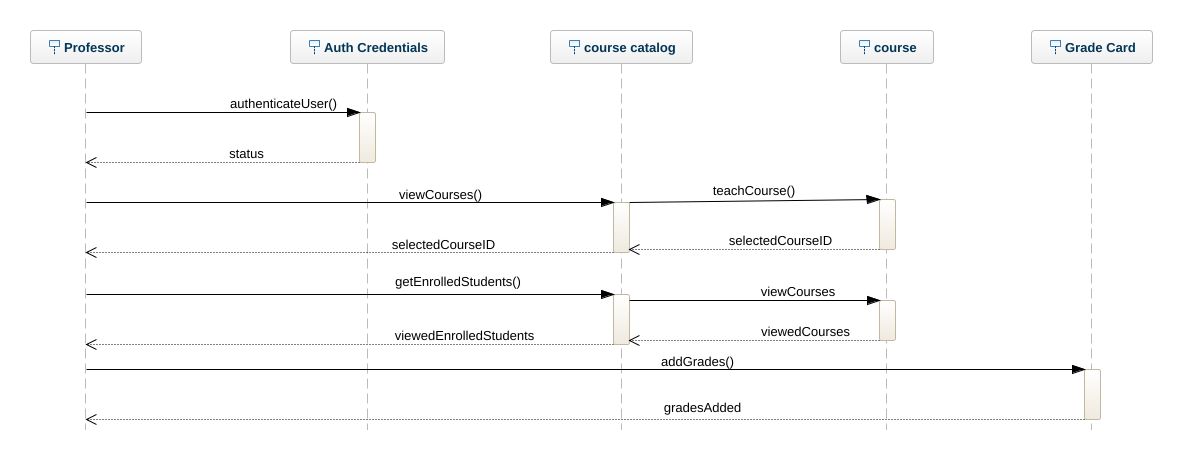 Professor
Auth Credentials
course catalog
course
Grade Card
authenticateUser()
status
viewCourses()
teachCourse()
selectedCourseID
selectedCourseID
getEnrolledStudents()
viewCourses
viewedEnrolledStudents
viewedCourses
addGrades()
gradesAdded